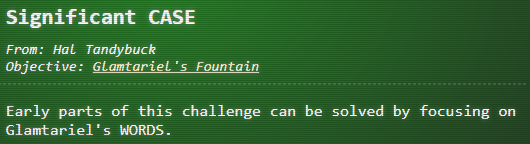 Significant CASE
From: Hal Tandybuck
Objective: Glamtariel's Fountain
Early parts of this challenge can be solved by focusing on
Glamtariel's WORDS.